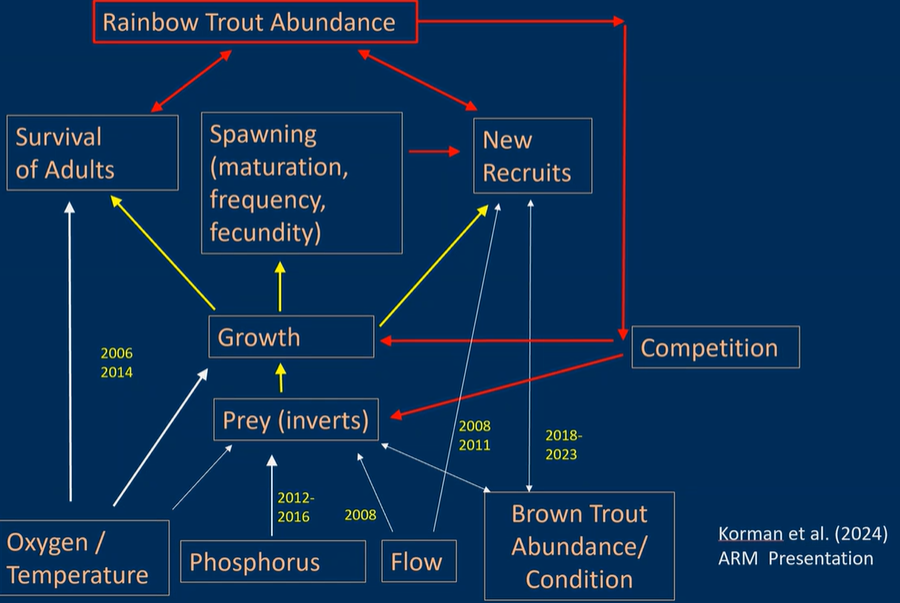 Rainbow Trout Abundance
Survival
of Adults
Spawning
(maturation,
frequency,
fecundity)
New
Recruits
Growth
Competition
2006
2014
Prey (inverts)
2008
2011
2018-
2023
2012-
2016
2008
Oxygen /
Temperature
Phosphorus
Flow
Brown Trout
Abundance/
Condition
Korman et al. (2024)
ARM Presentation